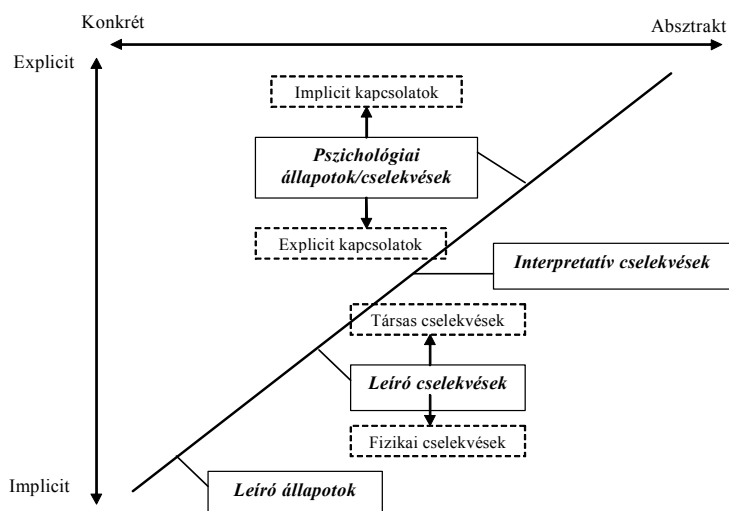 Konkrét
Absztrakt
Explicit
Implicit kapcsolatok
Pszichológiai
állapotok/cselekvések
Explicit kapcsolatok
Interpretatív cselekvések
Társas cselekvések
Leíró cselekvések
Fizikai cselekvések
Implicit
Leíró állapotok